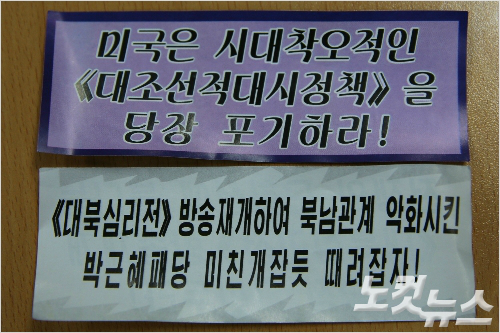 미국은 시대착오적인
《대조선적대시정책》을
당장 포기하라!
《대북심리전》 방송재개하여 북남관계 악화시킨
박근혜패당 미친개잡듯 때려잡자!
노컷뉴스